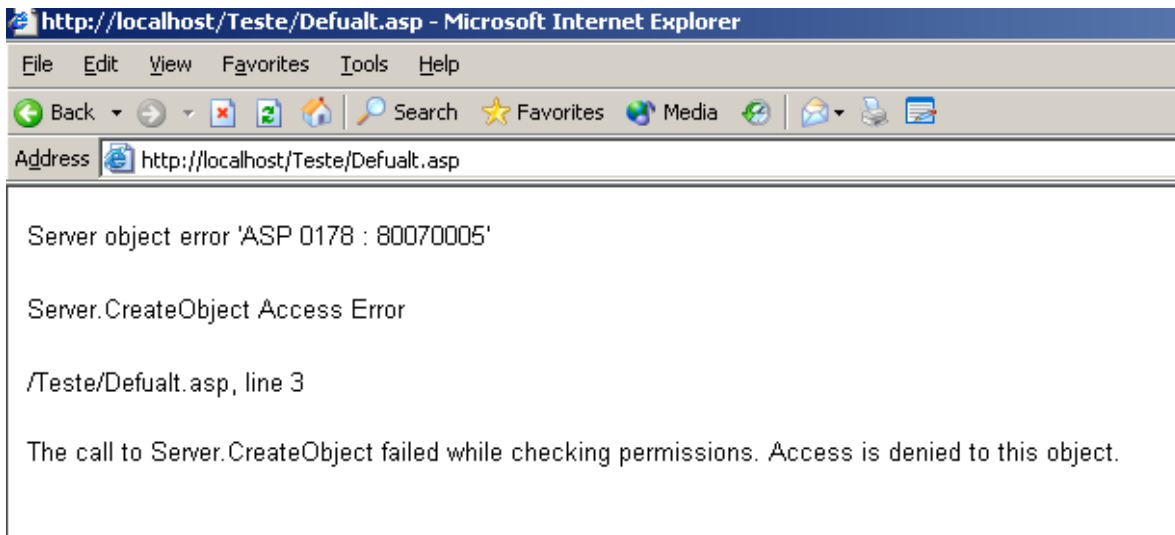 http://localhost/Teste/Defualt.asp - Microsoft Internet Explorer
File Edit View Favorites Tools Help
Back Search Favorites Media
Address http://localhost/Teste/Defualt.asp
Server object error 'ASP 0178 : 80070005'
Server.CreateObject Access Error
/Teste/Defualt.asp, line 3
The call to Server.CreateObject failed while checking permissions. Access is denied to this object.